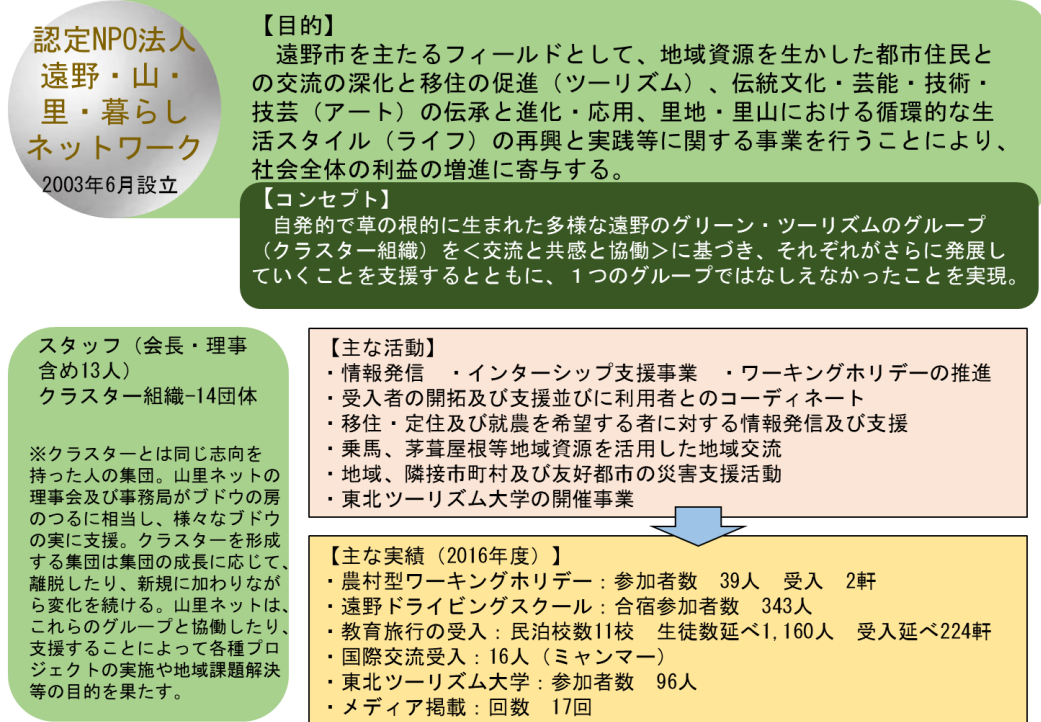 認定NPO法人
遠野・山・
里・暮らし
ネットワーク
2003年6月設立
【目的】
　遠野市を主たるフィールドとして、地域資源を生かした都市住民と
の交流の深化と移住の促進（ツーリズム）、伝統文化・芸能・技術・
技芸（アート）の伝承と進化・応用、里地・里山における循環的な生
活スタイル（ライフ）の再興と実践等に関する事業を行うことにより、
社会全体の利益の増進に寄与する。
【コンセプト】
　自発的で草の根的に生まれた多様な遠野のグリーン・ツーリズムのグループ
（クラスター組織）を＜交流と共感と協働＞に基づき、それぞれがさらに発展し
ていくことを支援するとともに、１つのグループではなしえなかったことを実現。
スタッフ（会長・理事
含め13人）
クラスター組織-14団体
※クラスターとは同じ志向を
持った人の集団。山里ネットの
理事会及び事務局がブドウの房
のつるに相当し、様々なブドウ
の実に支援。クラスターを形成
する集団は集団の成長に応じて、
離脱したり、新規に加わりなが
ら変化を続ける。山里ネットは、
これらのグループと協働したり、
支援することによって各種プロ
ジェクトの実施や地域課題解決
等の目的を果たす。
【主な活動】
・情報発信　・インターシップ支援事業　・ワーキングホリデーの推進
・受入者の開拓及び支援並びに利用者とのコーディネート
・移住・定住及び就農を希望する者に対する情報発信及び支援
・乗馬、茅葺屋根等地域資源を活用した地域交流
・地域、隣接市町村及び友好都市の災害支援活動
・東北ツーリズム大学の開催事業
【主な実績（2016年度）】
・農村型ワーキングホリデー：参加者数　39人　受入　2軒
・遠野ドライビングスクール：合宿参加者数　343人
・教育旅行の受入：民泊校数11校　生徒数延べ1,160人　受入延べ224軒
・国際交流受入：16人（ミャンマー）
・東北ツーリズム大学：参加者数　96人
・メディア掲載：回数　17回